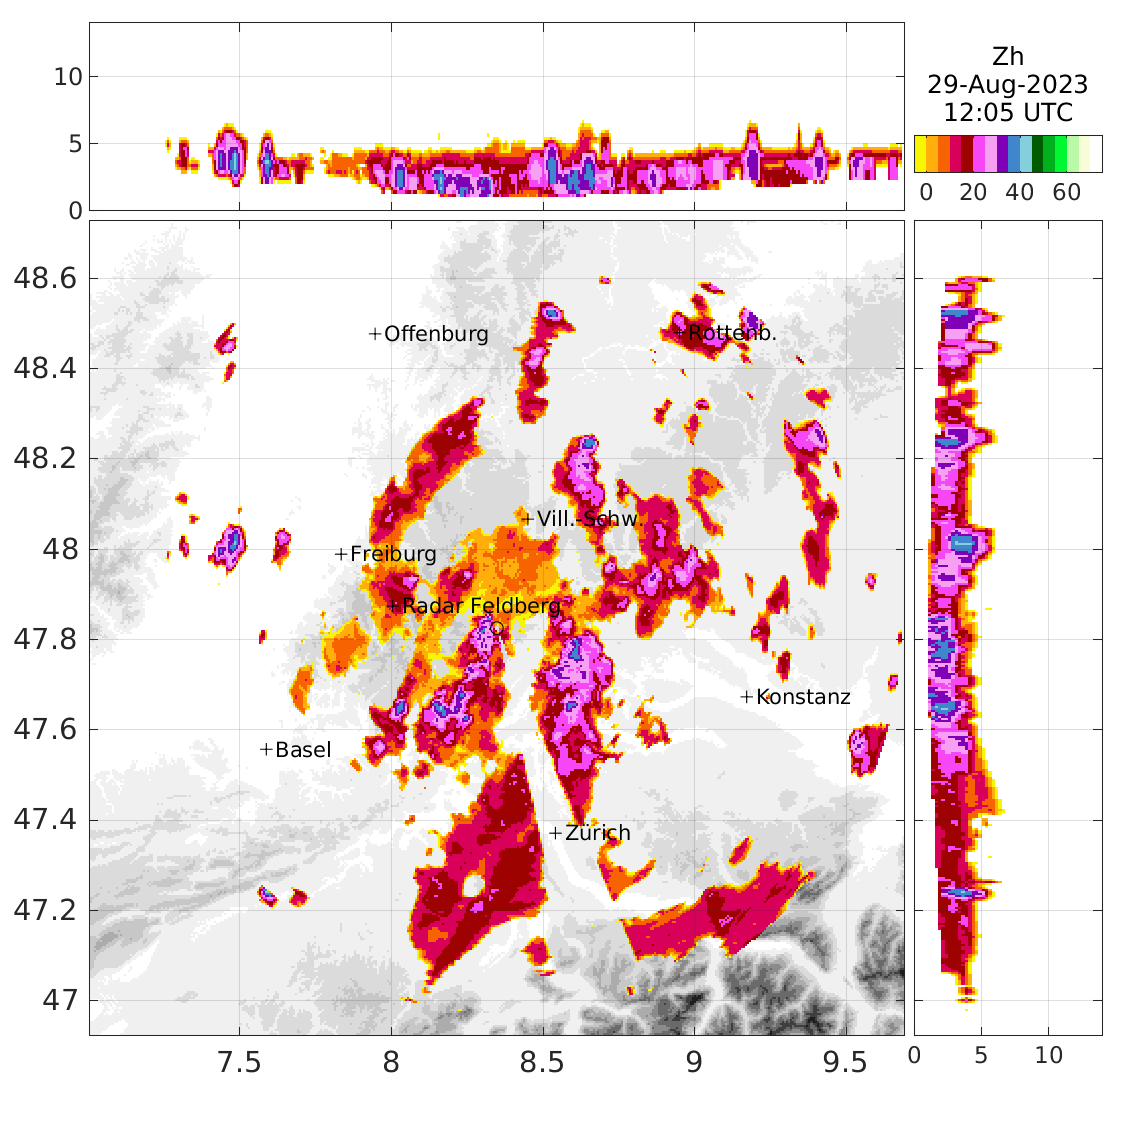 10
5
0
Zh
29-Aug-2023
12:05 UTC
0 20 40 60
48.6
48.4
48.2
48
47.8
47.6
47.4
47.2
47
+Offenburg
+Rottenb.
+Vill.-Schw.
+Freiburg
+Radar Feldberg
+Konstanz
+Basel
+Zürich
7.5 8 8.5 9 9.5
0 5 10